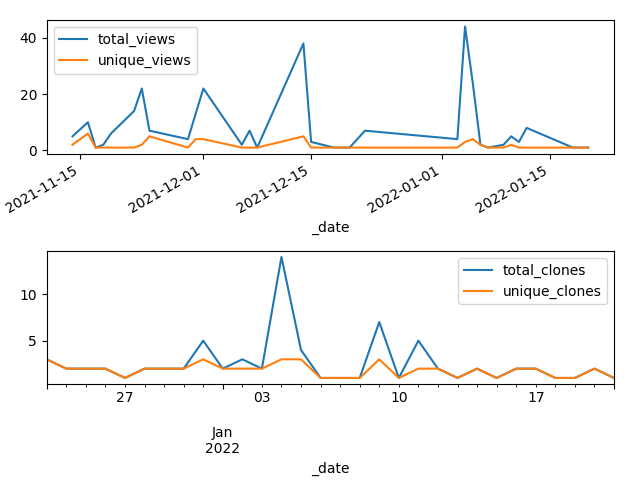 40
20
0
total_views
unique_views
2021-11-15
2021-12-01
2021-12-15
2022-01-01
2022-01-15
_date
10
5
total_clones
unique_clones
27
03
10
17
Jan
2022
_date